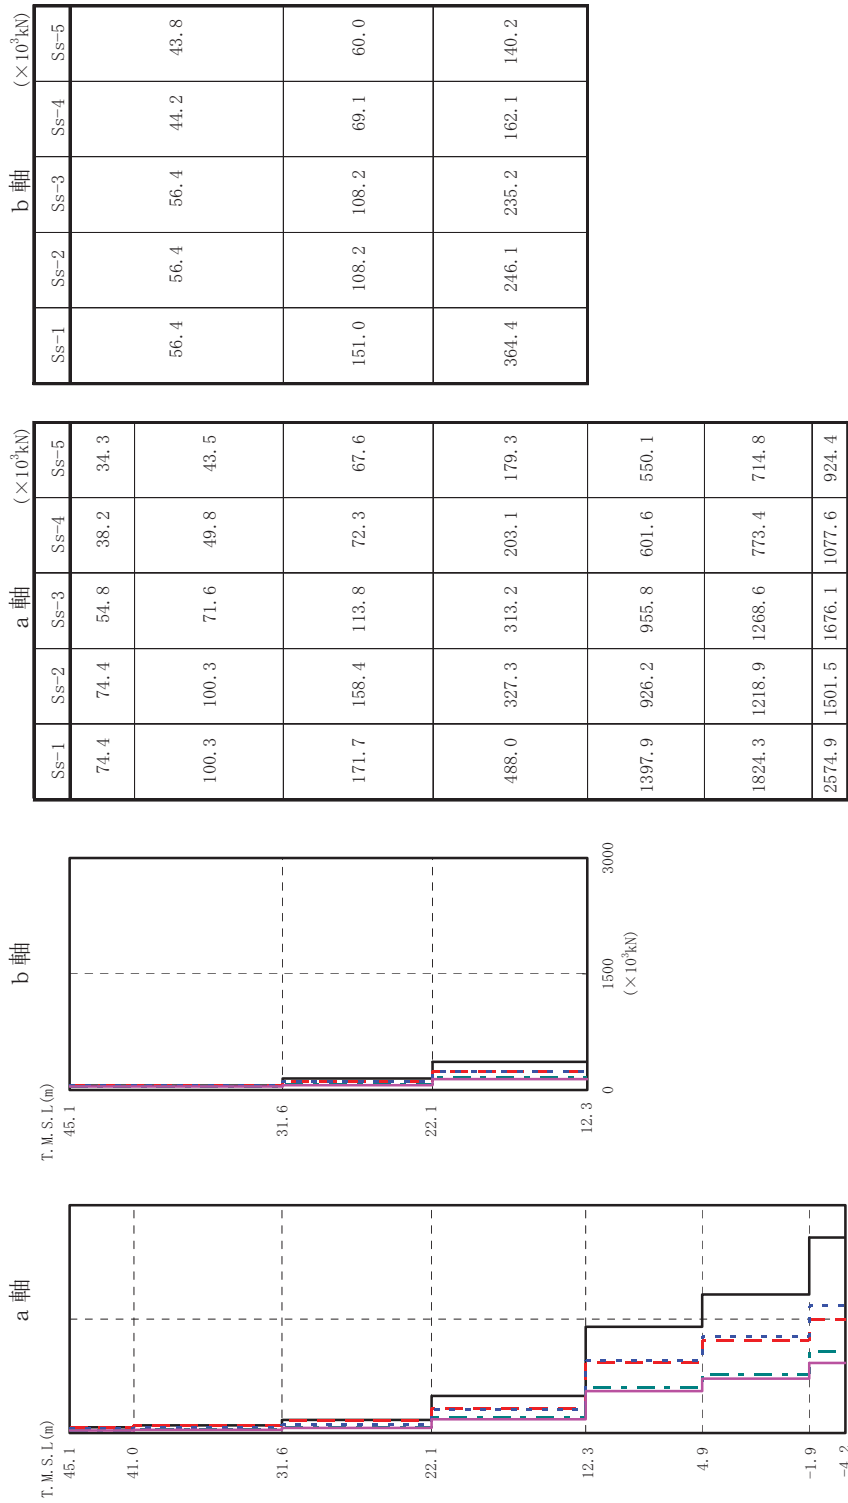 a 軸
T.M.S.L(m)
45.1
41.0
31.6
22.1
12.3
4.9
-1.9
-4.2
b 軸
T.M.S.L(m)
45.1
31.6
22.1
12.3
0 1500 3000
(×10³kN)
a 軸 (×10³kN)
Ss-1 Ss-2 Ss-3 Ss-4 Ss-5
74.4 74.4 54.8 38.2 34.3
100.3 100.3 71.6 49.8 43.5
171.7 158.4 113.8 72.3 67.6
488.0 327.3 313.2 203.1 179.3
1397.9 926.2 955.8 601.6 550.1
1824.3 1218.9 1268.6 773.4 714.8
2574.9 1501.5 1676.1 1077.6 924.4
b 軸 (×10³kN)
Ss-1 Ss-2 Ss-3 Ss-4 Ss-5
56.4 56.4 56.4 44.2 43.8
151.0 108.2 108.2 69.1 60.0
364.4 246.1 235.2 162.1 140.2